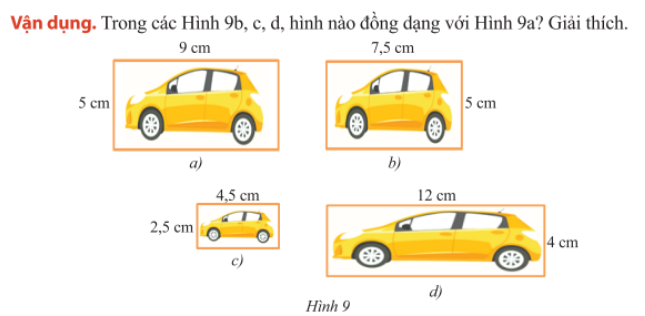 Vận dụng. Trong các Hình 9b, c, d, hình nào đồng dạng với Hình 9a? Giải thích.
9 cm
7,5 cm
5 cm
5 cm
a)
b)
4,5 cm
12 cm
2,5 cm
4 cm
c)
d)
Hình 9